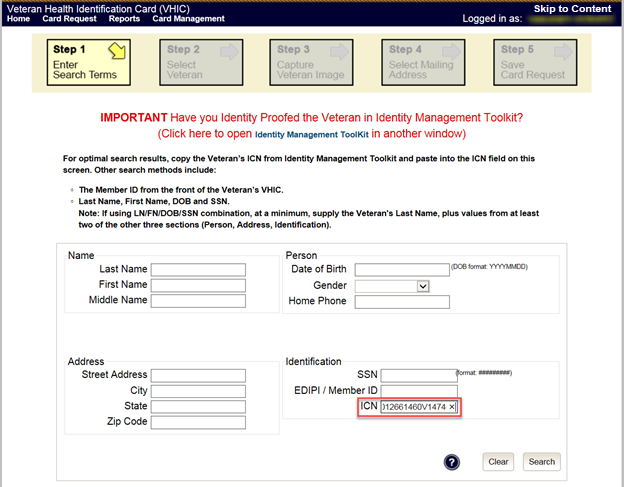 Veteran Health Identification Card (VHIC)
Skip to Content
Home Card Request Reports Card Management
Logged in as:
Step 1
Enter
Search Terms
Step 2
Select
Veteran
Step 3
Capture
Veteran Image
Step 4
Select Mailing
Address
Step 5
Save
Card Request
IMPORTANT Have you Identity Proofed the Veteran in Identity Management Toolkit?
(Click here to open Identity Management ToolKit in another window)
For optimal search results, copy the Veteran's ICN from Identity Management Toolkit and paste into the ICN field on this
screen. Other search methods include:
The Member ID from the front of the Veteran's VHIC.
Last Name, First Name, DOB and SSN.
Note: If using LN/FN/DOB/SSN combination, at a minimum, supply the Veteran's Last Name, plus values from at least
two of the other three sections (Person, Address, Identification).
Name
Last Name
First Name
Middle Name
Person
Date of Birth (DOB format: YYYYMMDD)
Gender
Home Phone
Address
Street Address
City
State
Zip Code
Identification
SSN (format: #########)
EDIPI / Member ID
ICN 012661460V1474 ×
? Clear Search